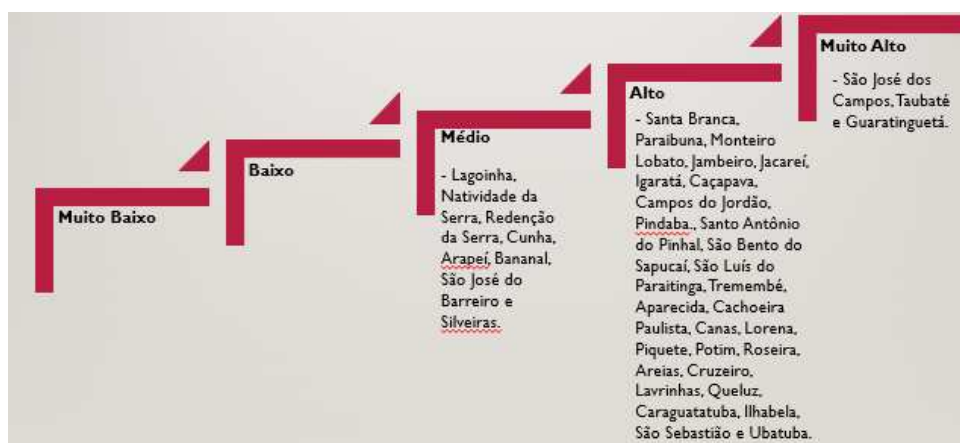 Muito Baixo
Baixo
Médio
- Lagoinha,
Natividade da
Serra, Redenção
da Serra, Cunha,
Arapeí, Bananal,
São José do
Barreiro e
Silveiras.
Alto
- Santa Branca,
Paraibuna, Monteiro
Lobato, Jambeiro, Jacareí,
Igaratá, Caçapava,
Campos do Jordão,
Pindaba., Santo Antônio
do Pinhal, São Bento do
Sapucaí, São Luís do
Paraitinga, Tremembé,
Aparecida, Cachoeira
Paulista, Canas, Lorena,
Piquete, Potim, Roseira,
Areias, Cruzeiro,
Lavrinhas, Queluz,
Caraguatatuba, Ilhabela,
São Sebastião e Ubatuba.
Muito Alto
- São José dos
Campos, Taubaté
e Guaratinguetá.